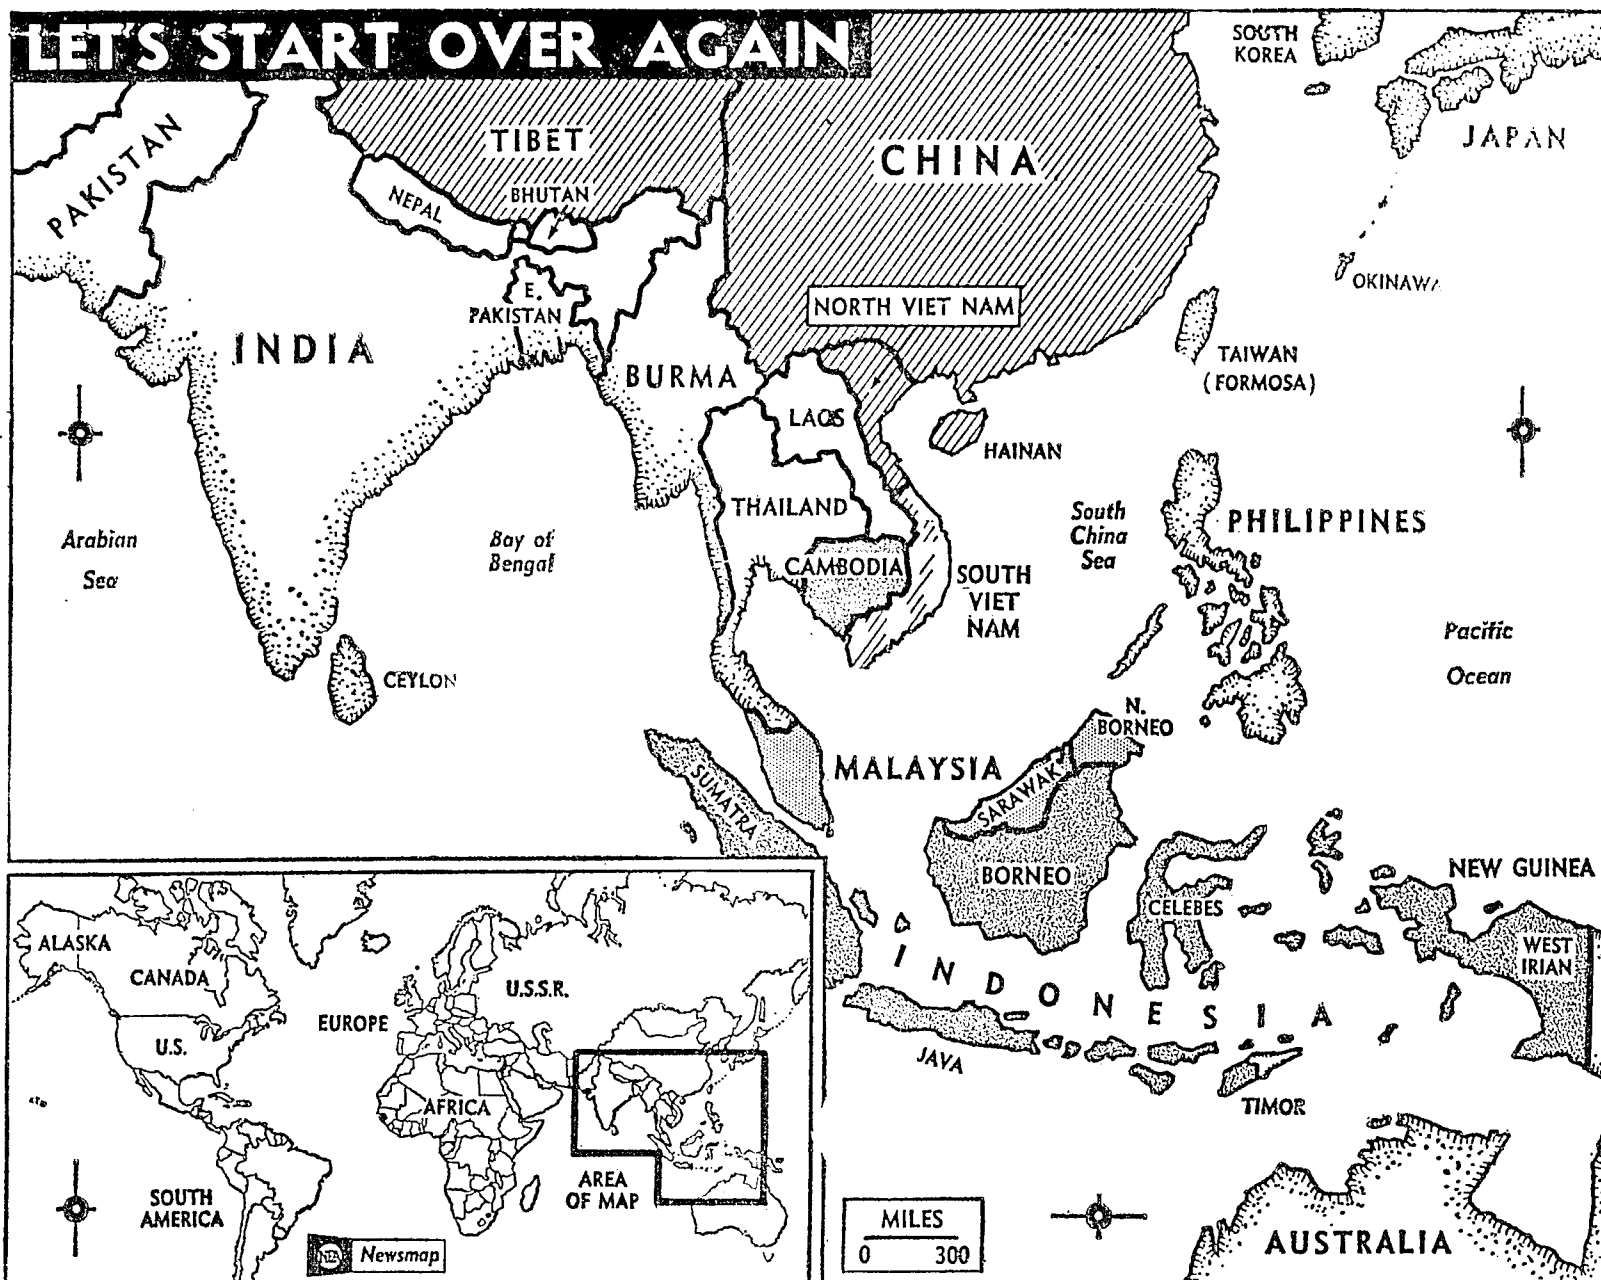 LET'S START OVER AGAIN
SOUTH
KOREA
JAPAN
TIBET
CHINA
PAKISTAN
NEPAL
BHUTAN
OKINAWA
E.
PAKISTAN
NORTH VIET NAM
INDIA
BURMA
TAIWAN
(FORMOSA)
LAOS
HAINAN
THAILAND
South
China
Sea
PHILIPPINES
Arabian
Sea
Bay of
Bengal
CAMBODIA
SOUTH
VIET
NAM
Pacific
Ocean
CEYLON
N.
BORNEO
MALAYSIA
SUMATRA
SARAWAK
BORNEO
CELEBES
NEW GUINEA
WEST
IRIAN
INDONESIA
JAVA
TIMOR
AUSTRALIA
MILES
0 300
ALASKA
CANADA
U.S.S.R.
EUROPE
U.S.
AFRICA
AREA
OF MAP
SOUTH
AMERICA
NEA
Newsmap